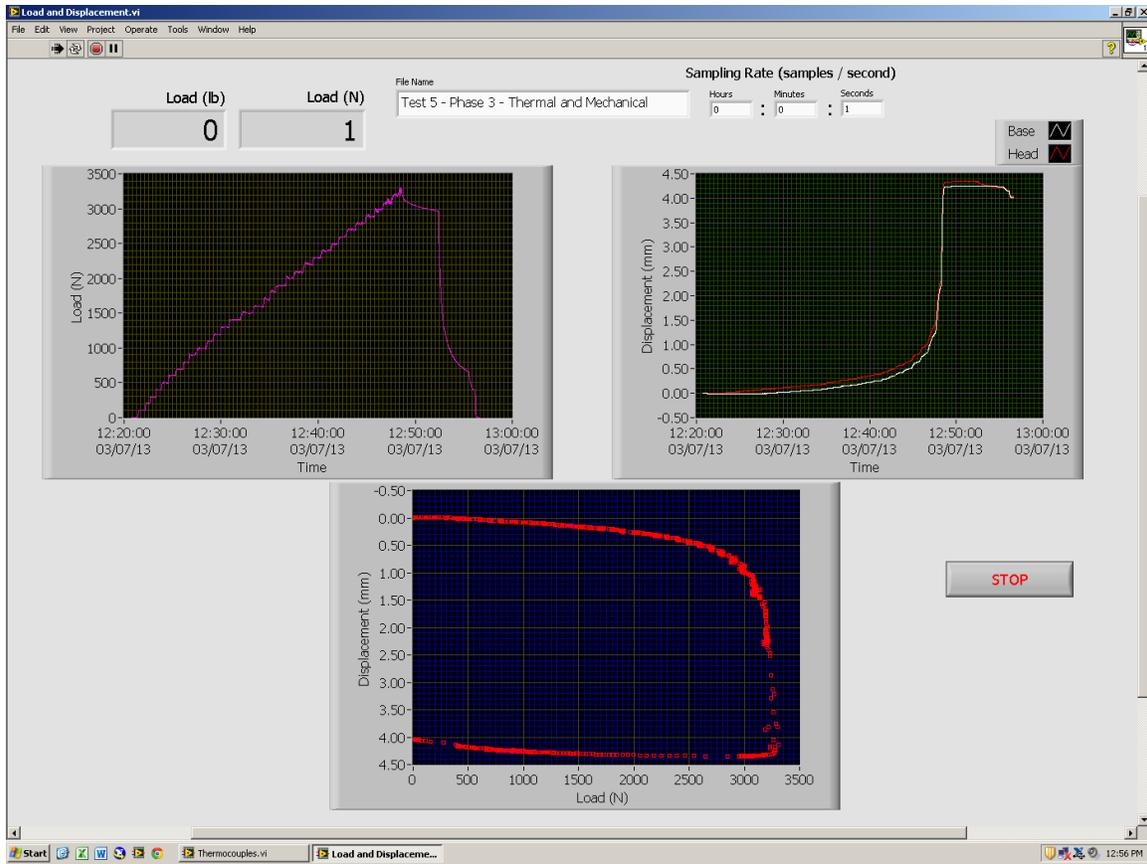 Load and Displacement.vi
File Edit View Project Operate Tools Window Help
Sampling Rate (samples / second)
File Name
Hours Minutes Seconds
Load (lb) Load (N)
Test 5 - Phase 3 - Thermal and Mechanical
0 : 0 : 1
0 1
Base
Head
3500
3000
2500
2000
1500
1000
500
0
Load (N)
12:20:00 12:30:00 12:40:00 12:50:00 13:00:00
03/07/13 03/07/13 03/07/13 03/07/13 03/07/13
Time
4.50
4.00
3.50
3.00
2.50
2.00
1.50
1.00
0.50
0.00
-0.50
Displacement (mm)
12:20:00 12:30:00 12:40:00 12:50:00 13:00:00
03/07/13 03/07/13 03/07/13 03/07/13 03/07/13
Time
-0.50
0.00
0.50
1.00
1.50
2.00
2.50
3.00
3.50
4.00
4.50
Displacement (mm)
0 500 1000 1500 2000 2500 3000 3500
Load (N)
STOP
Start Thermocouples.vi Load and Displaceme... 12:56 PM